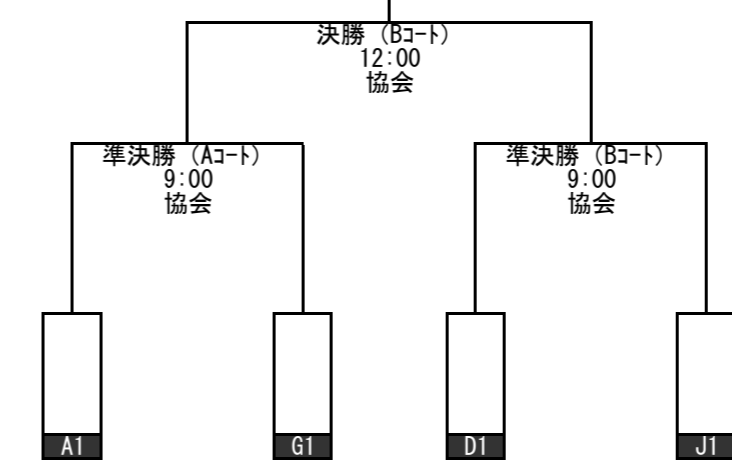 決勝（Bｺｰﾄ）
12:00
協会
準決勝（Aｺｰﾄ）
9:00
協会
準決勝（Bｺｰﾄ）
9:00
協会
A1
G1
D1
J1